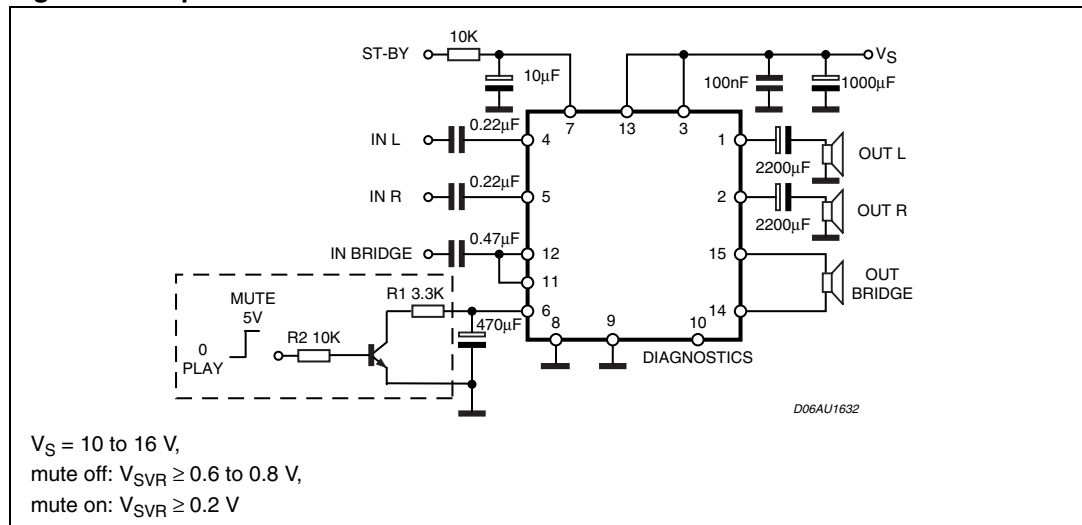 10K
ST-BY
10µF
VS
100nF
1000µF
7
13
3
0.22µF
IN L
4
1
OUT L
2200µF
0.22µF
IN R
5
2
OUT R
2200µF
0.47µF
IN BRIDGE
12
15
11
OUT
BRIDGE
R1 3.3K
MUTE
5V
6
14
470µF
8
9
10
R2 10K
0
PLAY
DIAGNOSTICS
D06AU1632
VS = 10 to 16 V,
mute off: VSVR ≥ 0.6 to 0.8 V,
mute on: VSVR ≥ 0.2 V